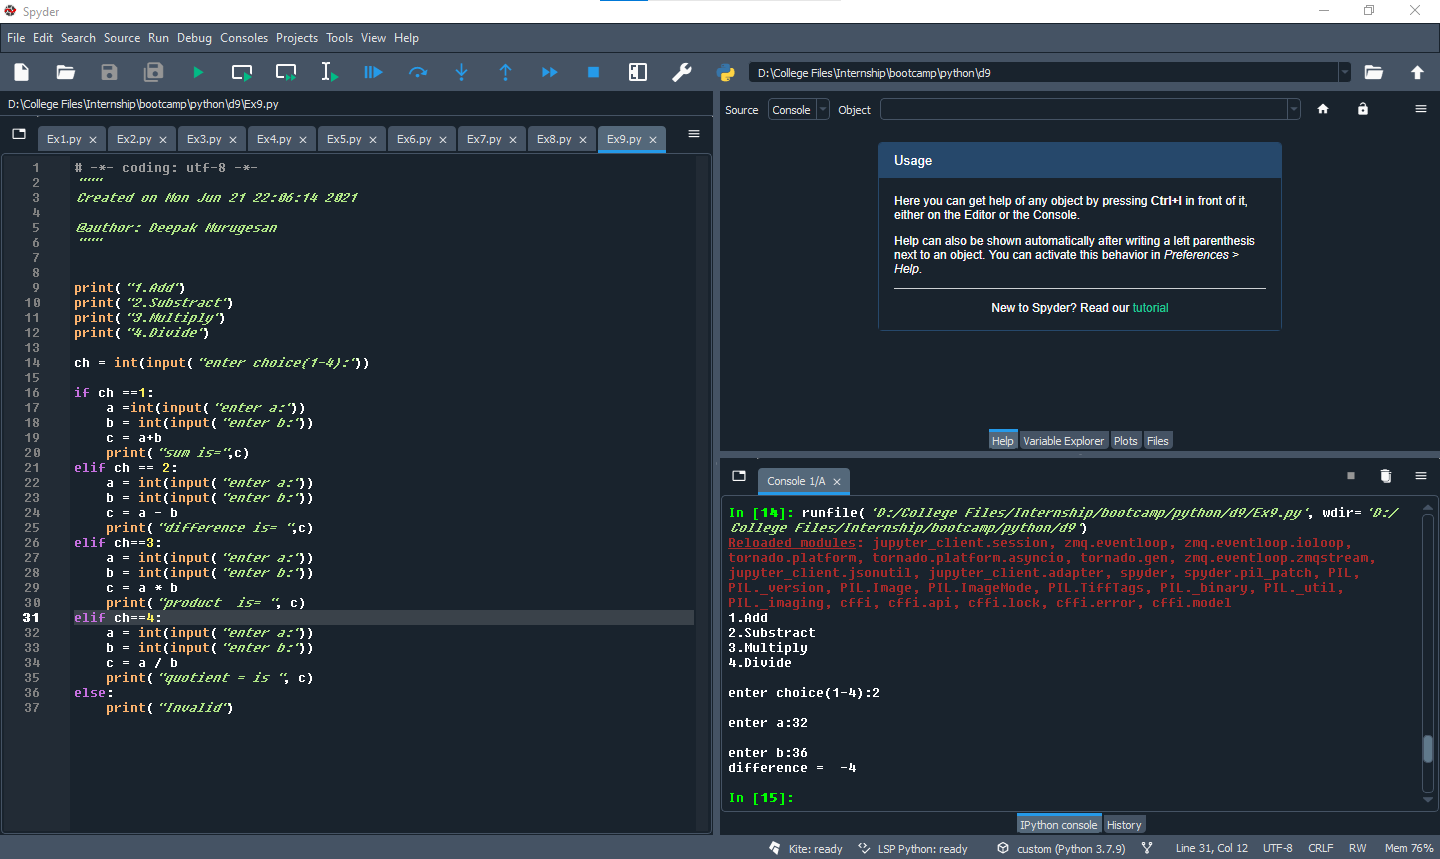 Spyder
File Edit Search Source Run Debug Consoles Projects Tools View Help
D:\College Files\Internship\bootcamp\python\d9
D:\College Files\Internship\bootcamp\python\d9\Ex9.py
Ex1.py Ex2.py Ex3.py Ex4.py Ex5.py Ex6.py Ex7.py Ex8.py Ex9.py
1 # -*- coding: utf-8 -*-
2 """
3 Created on Mon Jun 21 22:06:14 2021
4
5 @author: Deepak Murugesan
6 """
7
8
9 print("1.Add")
10 print("2.Substract")
11 print("3.Multiply")
12 print("4.Divide")
13
14 ch = int(input("enter choice(1-4):"))
15
16 if ch ==1:
17     a =int(input("enter a:"))
18     b = int(input("enter b:"))
19     c = a+b
20     print("sum is=",c)
21 elif ch == 2:
22     a = int(input("enter a:"))
23     b = int(input("enter b:"))
24     c = a - b
25     print("difference is= ",c)
26 elif ch==3:
27     a = int(input("enter a:"))
28     b = int(input("enter b:"))
29     c = a * b
30     print("product  is= ", c)
31 elif ch==4:
32     a = int(input("enter a:"))
33     b = int(input("enter b:"))
34     c = a / b
35     print("quotient = is ", c)
36 else:
37     print("Invalid")
Source Console Object
Usage
Here you can get help of any object by pressing Ctrl+I in front of it,
either on the Editor or the Console.
Help can also be shown automatically after writing a left parenthesis
next to an object. You can activate this behavior in Preferences >
Help.
New to Spyder? Read our tutorial
Help Variable Explorer Plots Files
Console 1/A
In [14]: runfile('D:/College Files/Internship/bootcamp/python/d9/Ex9.py', wdir='D:/
College Files/Internship/bootcamp/python/d9')
Reloaded modules: jupyter_client.session, zmq.eventloop, zmq.eventloop.ioloop,
tornado.platform, tornado.platform.asyncio, tornado.gen, zmq.eventloop.zmqstream,
jupyter_client.jsonutil, jupyter_client.adapter, spyder, spyder.pil_patch, PIL,
PIL._version, PIL.Image, PIL.ImageMode, PIL.TiffTags, PIL._binary, PIL._util,
PIL._imaging, cffi, cffi.api, cffi.lock, cffi.error, cffi.model
1.Add
2.Substract
3.Multiply
4.Divide
enter choice(1-4):2
enter a:32
enter b:36
difference =  -4
In [15]:
IPython console History
Kite: ready LSP Python: ready custom (Python 3.7.9) Line 31, Col 12 UTF-8 CRLF RW Mem 76%